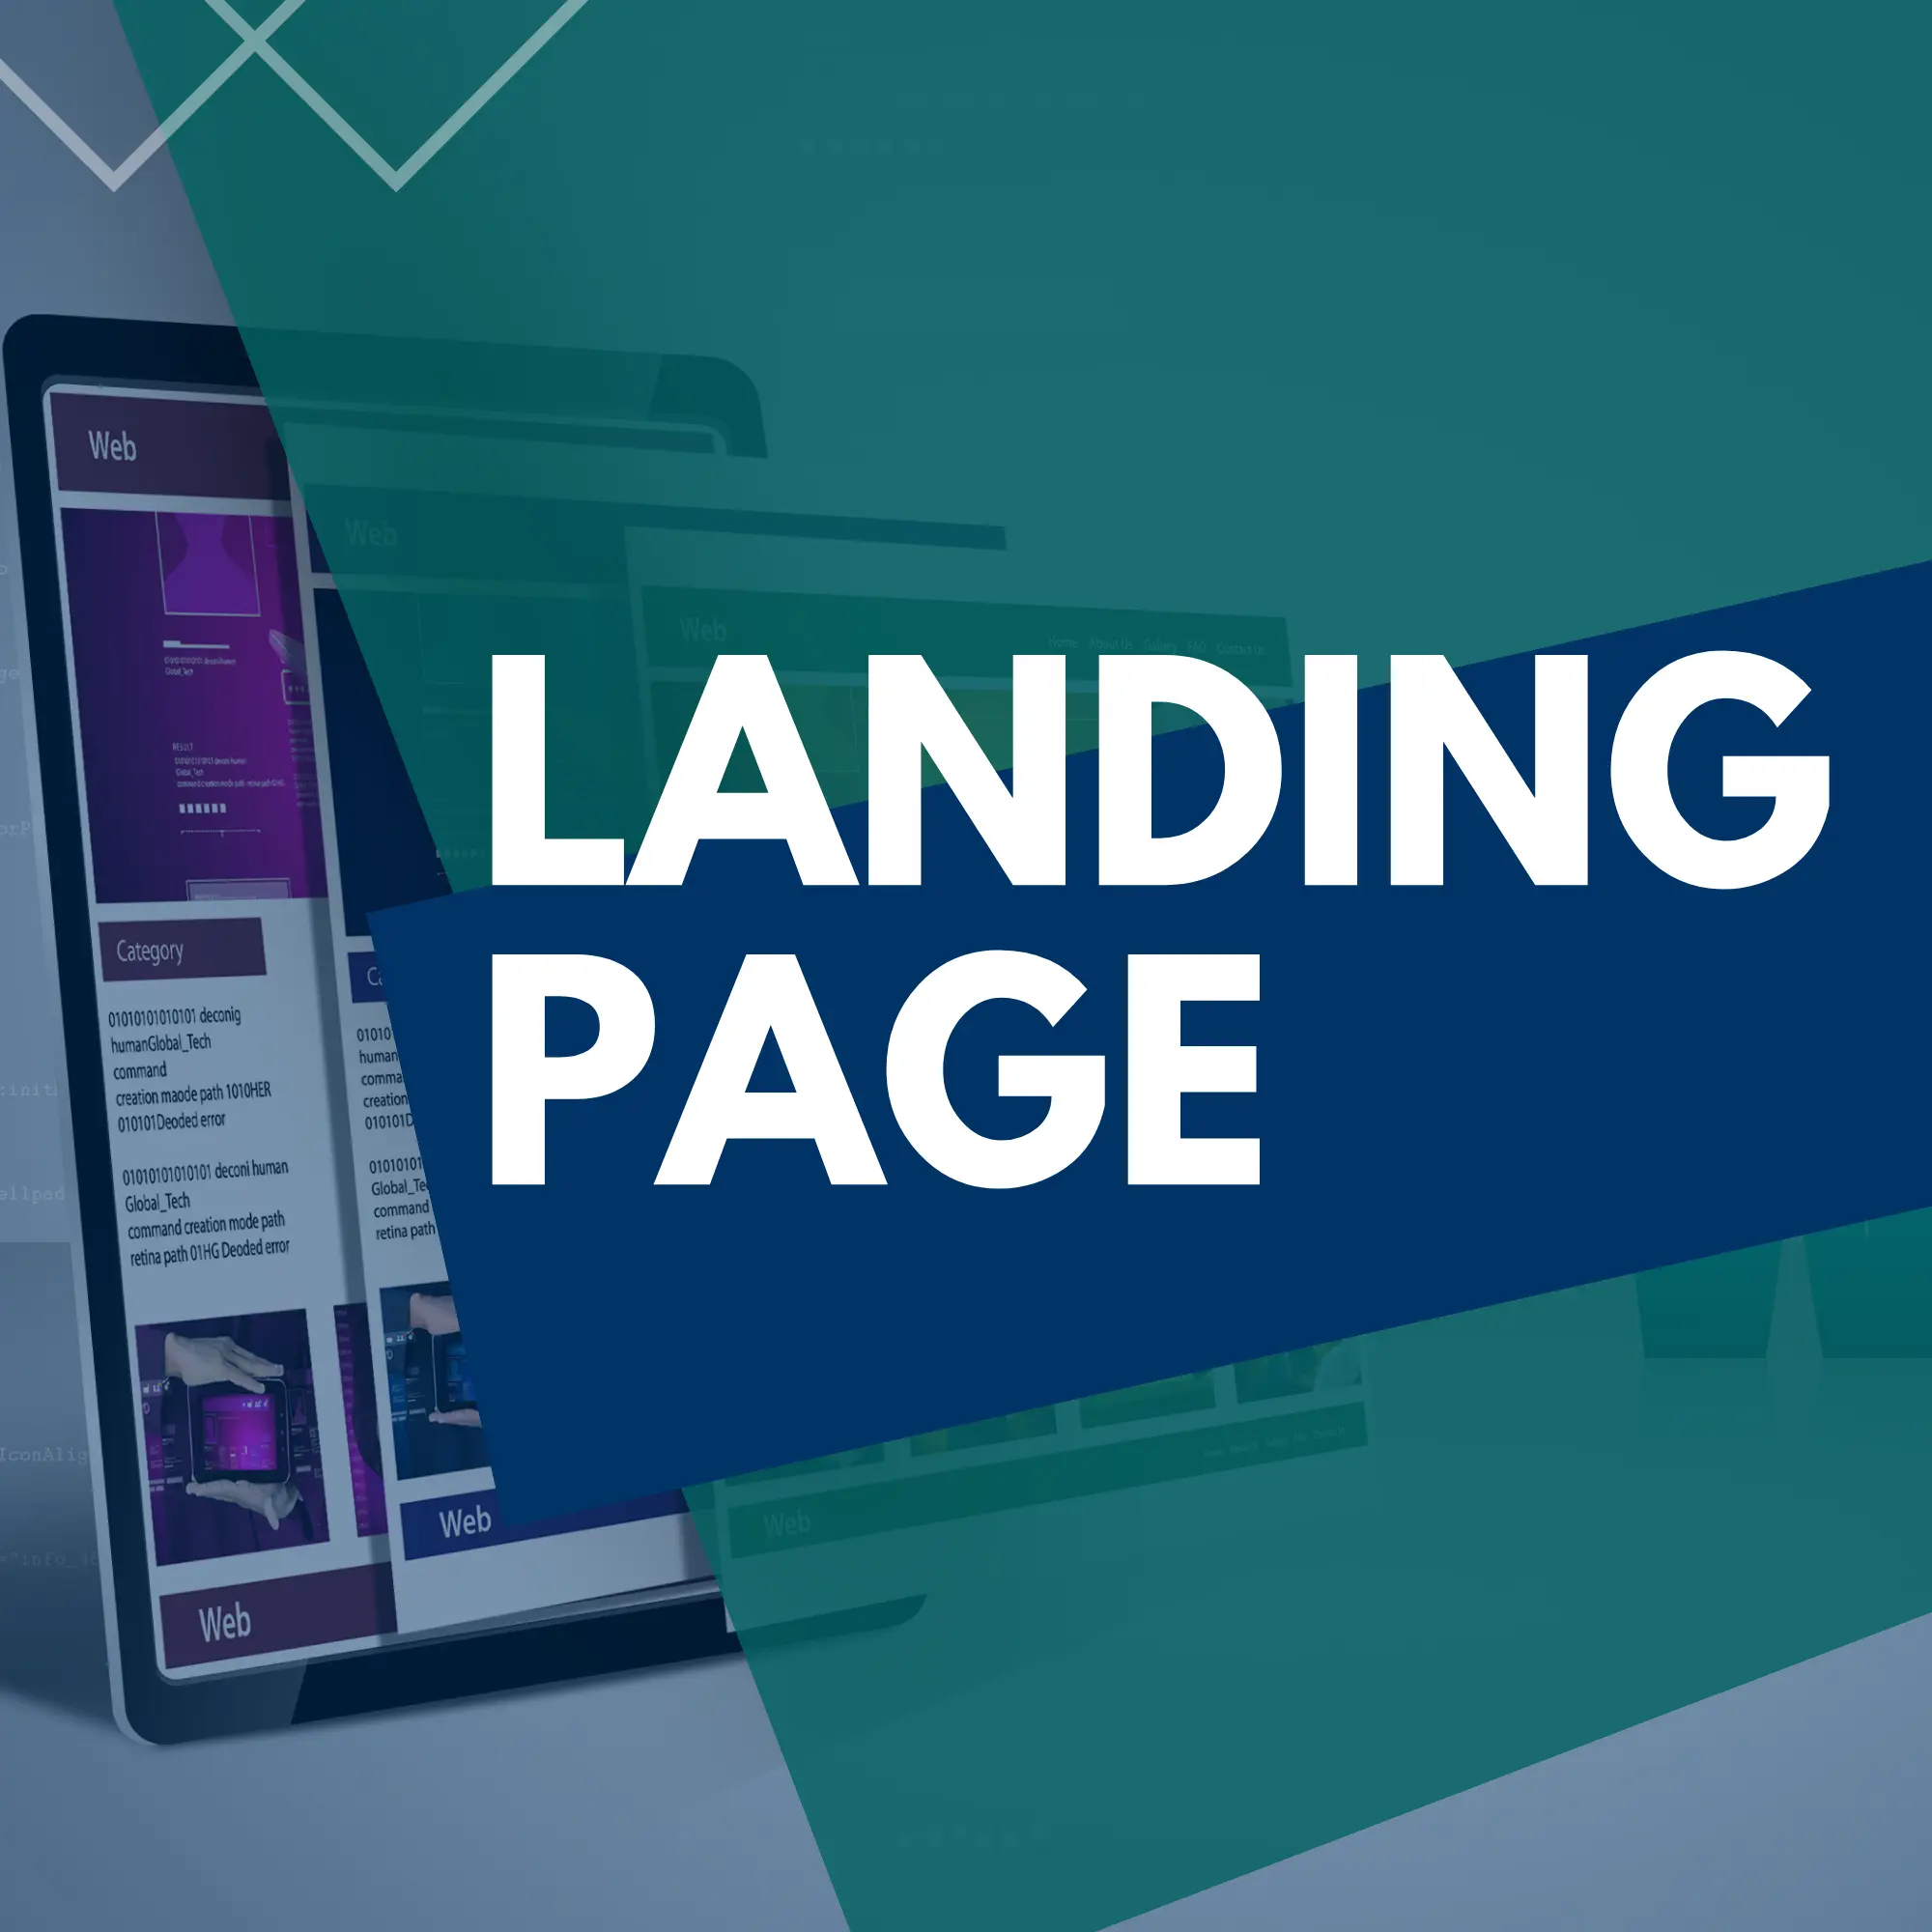 Web
Web
Web
Home About Us Gallery FAQ Contact Us
LANDING
PAGE
RESULT
Category
01010101010101 deconig
humanGlobal_Tech
command
creation maode path 1010HER
010101Deoded error
01010101010101 deconi human
Global_Tech
command creation mode path
retina path 01HG Deoded error
01010
human
comma
creation
010101D
0101010
Global_Te
command
retina path
Web
Web
Web